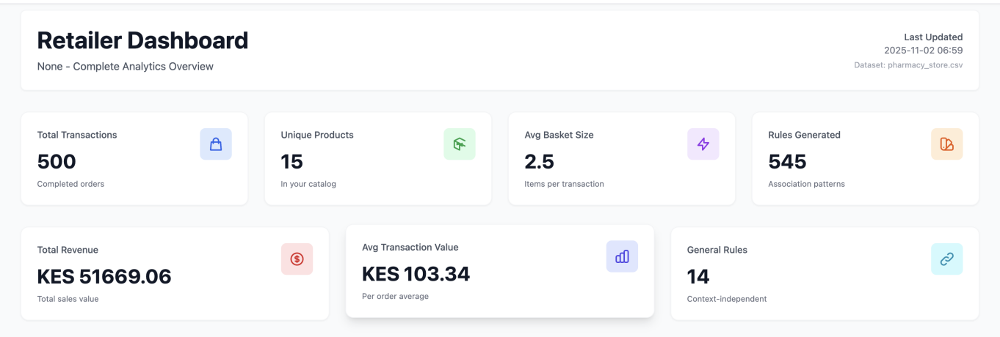 Retailer Dashboard
None - Complete Analytics Overview
Last Updated
2025-11-02 06:59
Dataset: pharmacy_store.csv
Total Transactions
500
Completed orders
Unique Products
15
In your catalog
Avg Basket Size
2.5
Items per transaction
Rules Generated
545
Association patterns
Total Revenue
KES 51669.06
Total sales value
Avg Transaction Value
KES 103.34
Per order average
General Rules
14
Context-independent